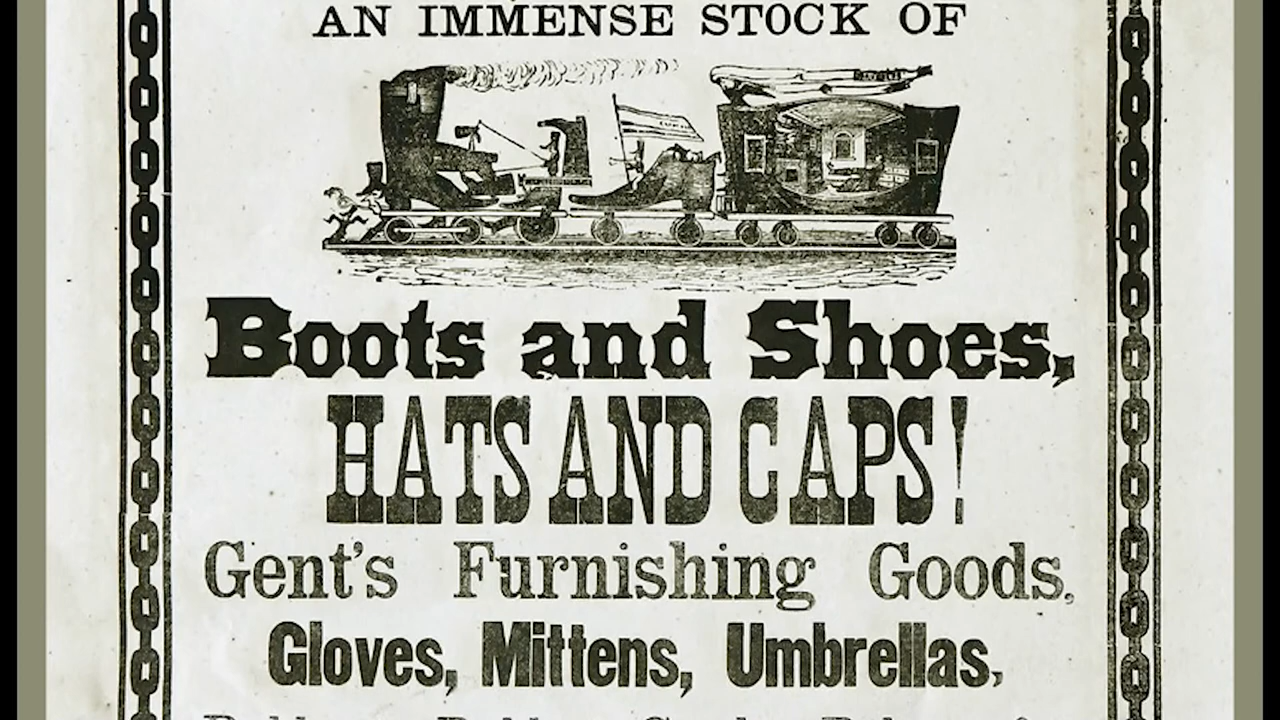 AN IMMENSE STOCK OF
Boots and Shoes,
HATS AND CAPS!
Gent's Furnishing Goods,
Gloves, Mittens, Umbrellas,